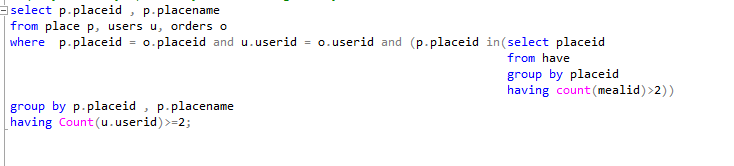 select p.placeid , p.placename
from place p, users u, orders o
where  p.placeid = o.placeid and u.userid = o.userid and (p.placeid in(select placeid
from have
group by placeid
having count(mealid)>2))
group by p.placeid , p.placename
having Count(u.userid)>=2;